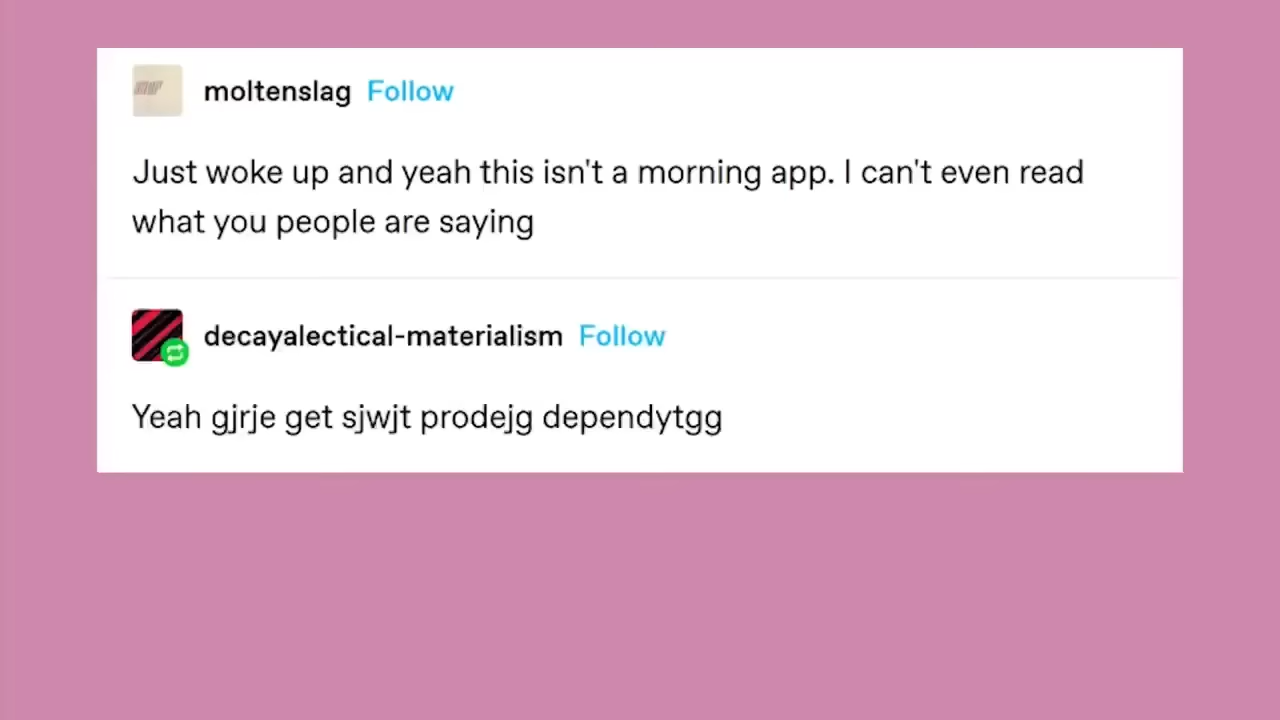 moltenslag Follow
Just woke up and yeah this isn't a morning app. I can't even read
what you people are saying
decayalectical-materialism Follow
Yeah gjrje get sjwjt prodejg dependytgg